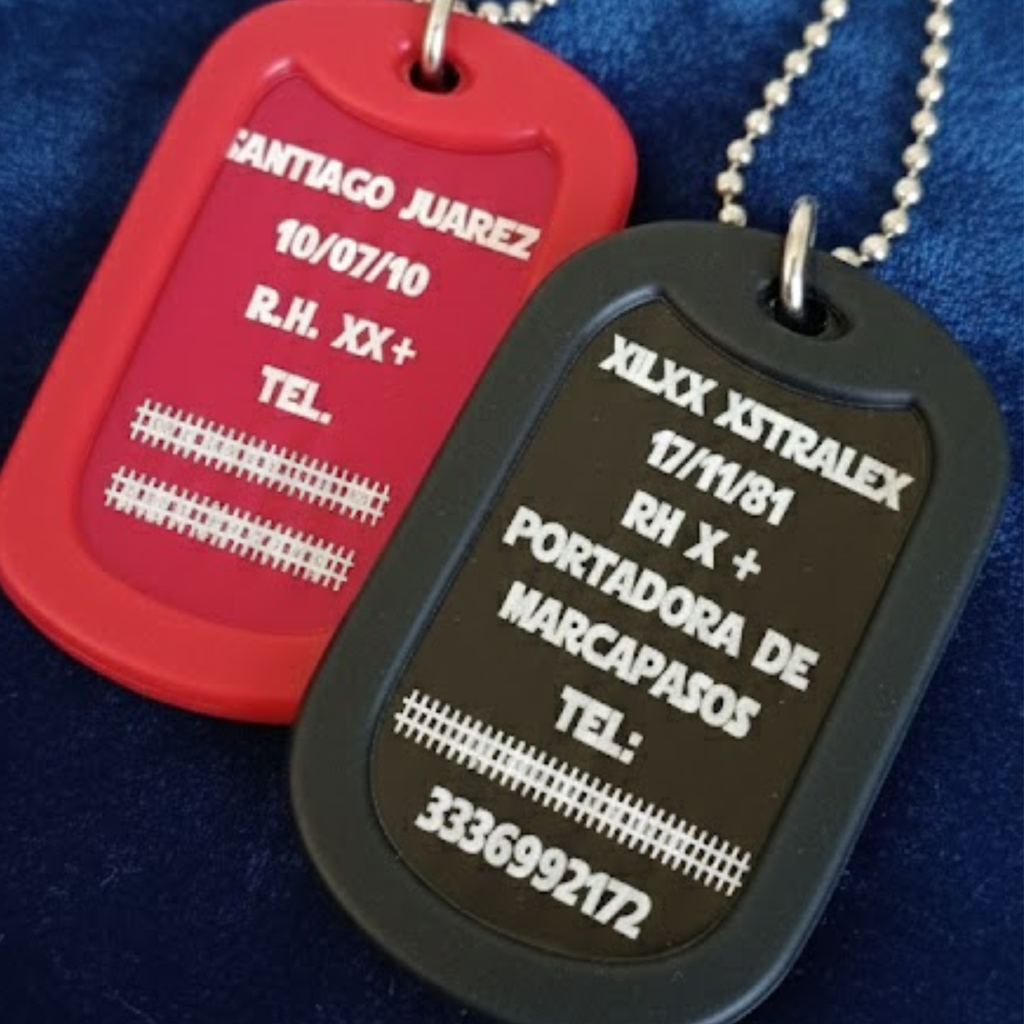 SANTIAGO JUAREZ
10/07/10
R.H. XX+
TEL.
XILXX XSTRALEX
17/11/81
RH X +
PORTADORA DE
MARCAPASOS
TEL:
3336992172